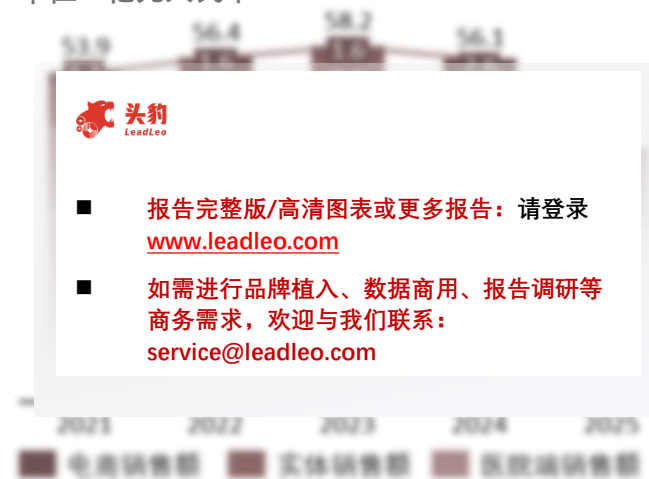 53.9
56.4
58.2
56.1
头豹
LeadLeo
■ 报告完整版/高清图表或更多报告：请登录
www.leadleo.com
■ 如需进行品牌植入、数据商用、报告调研等
商务需求，欢迎与我们联系：
service@leadleo.com
2021 2022 2023 2024 2025
电商销售额 实体销售额 医院端销售额